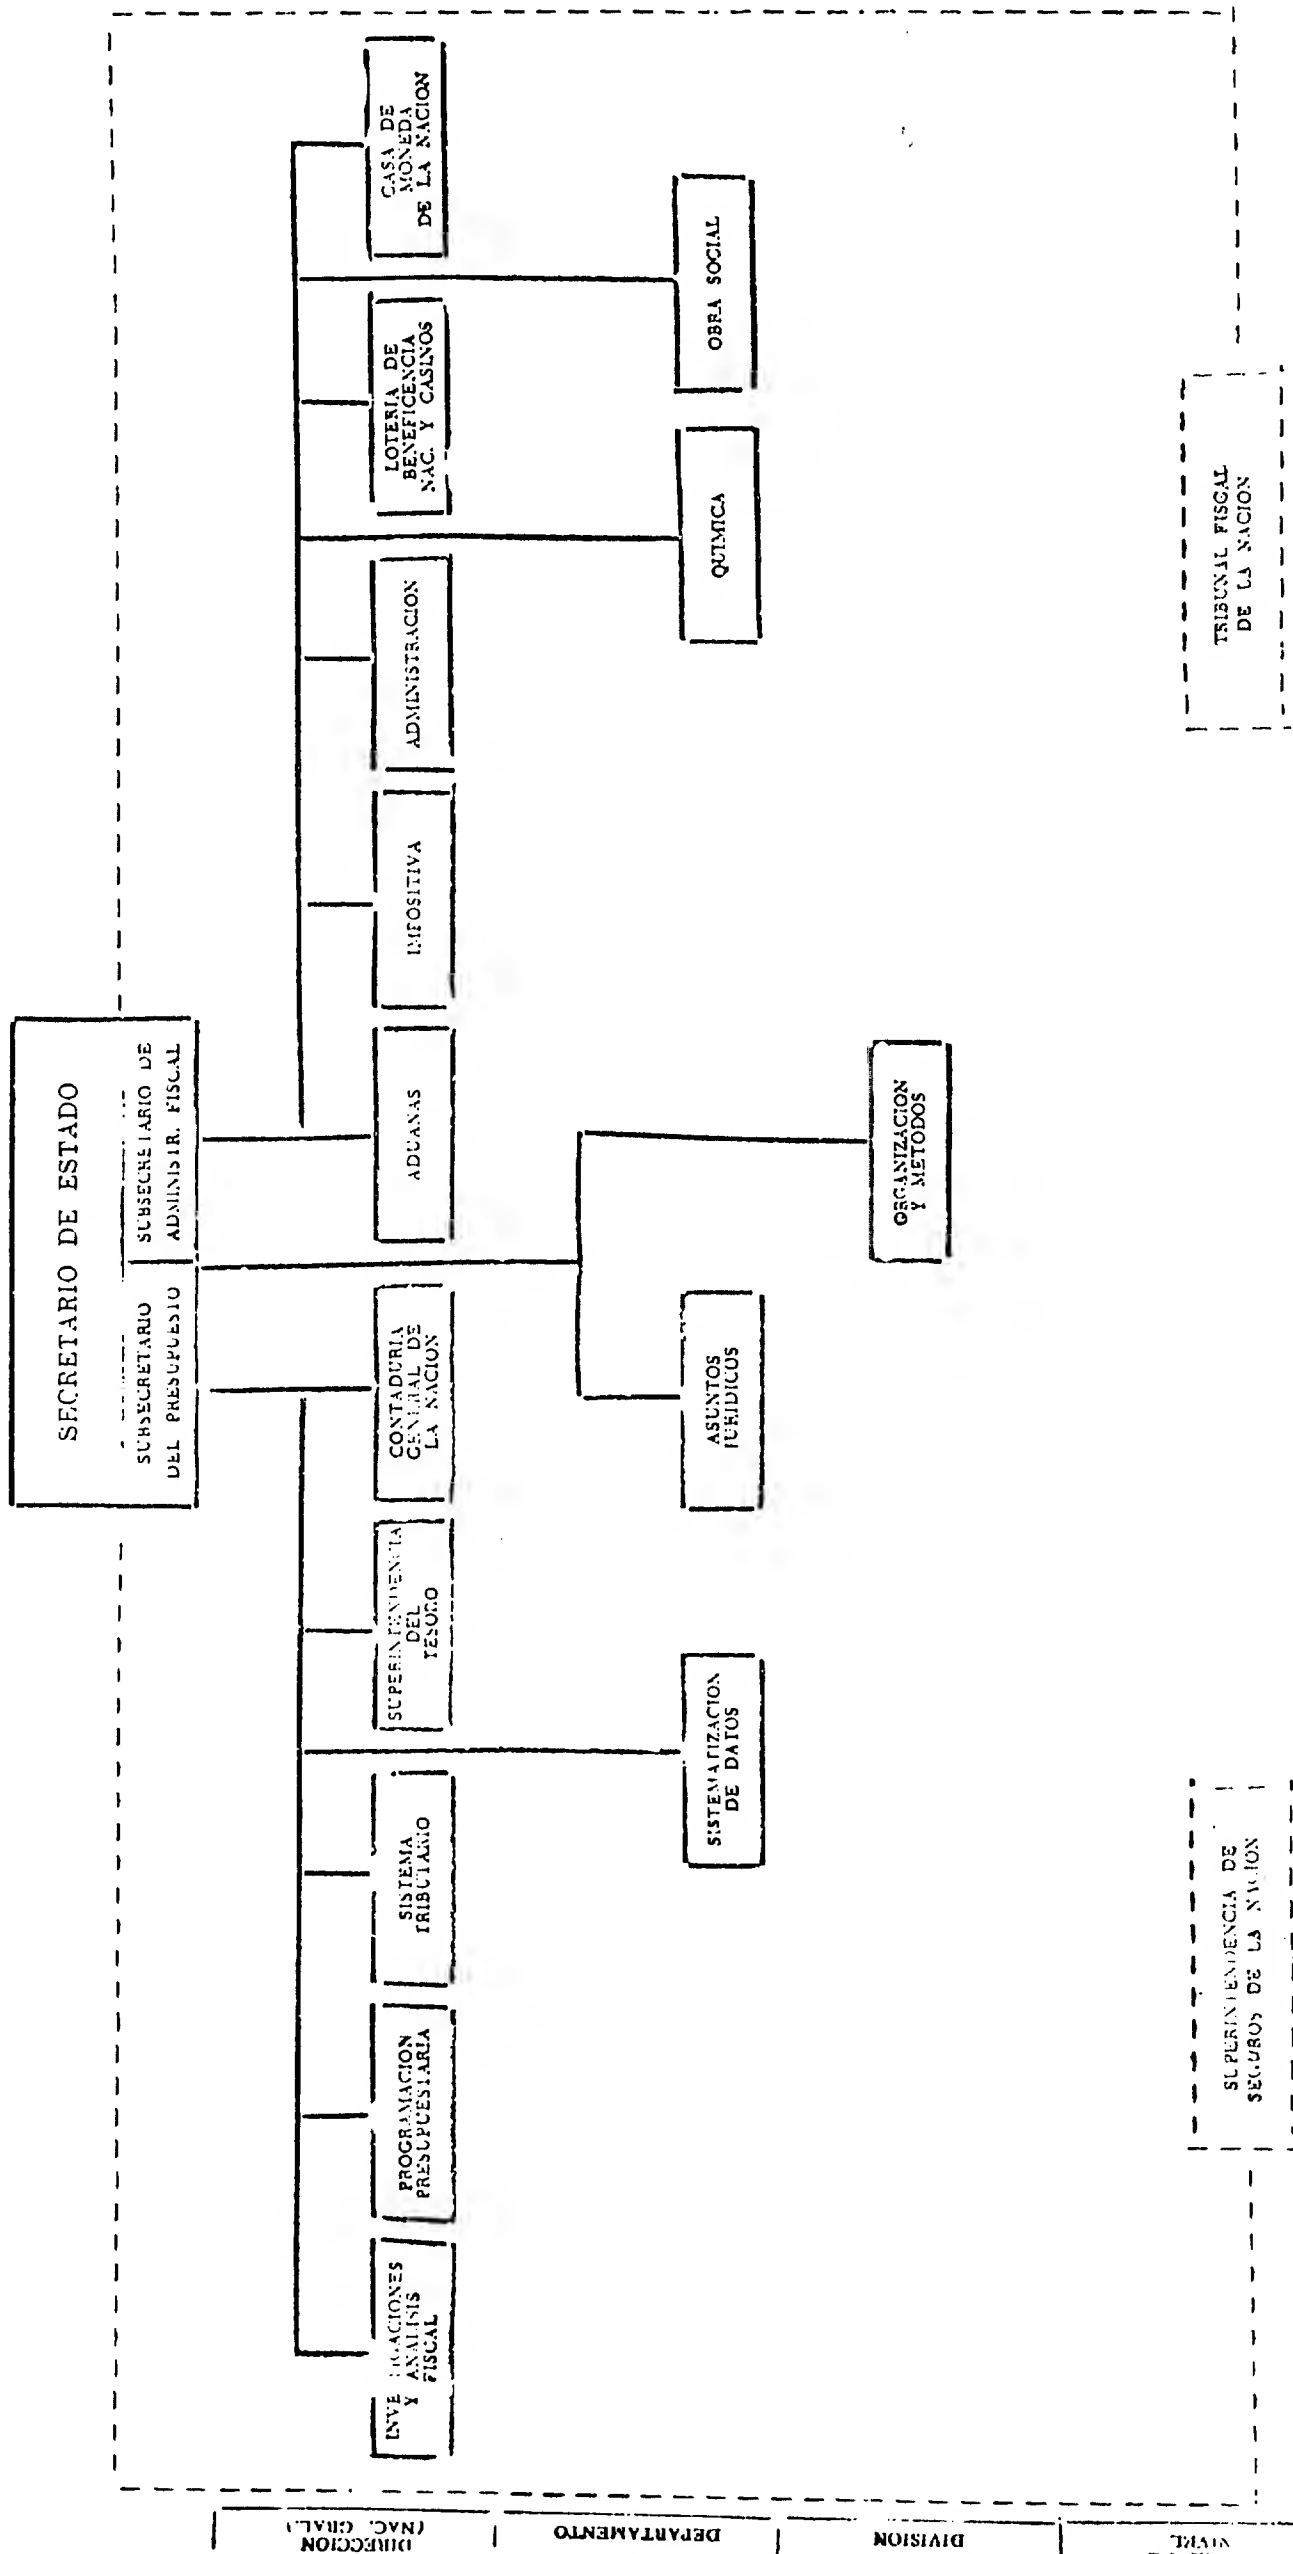 SECRETARIO DE ESTADO
SUBSECRETARIO
DEL PRESUPUESTO
SUBSECRETARIO DE
ADMINISTR. FISCAL
DIRECCION
(NAC. GRAL.)
Y ANALISIS
FISCAL
PROGRAMACION
PRESUPUESTARIA
SISTEMA
TRIBUTARIO
SUPERINTENDENCIA
DEL
TESORO
CONTADURIA
GENERAL DE
LA NACION
ADUANAS
IMPOSITIVA
ADMINISTRACION
LOTERIA DE
BENEFICENCIA
NAC. Y CASINOS
CASA DE
MONEDA
DE LA NACION
DEPARTAMENTO
SISTEMATIZACION
DE DATOS
ASUNTOS
JURIDICOS
QUIMICA
OBRA SOCIAL
DIVISION
ORGANIZACION
Y METODOS
SUPERINTENDENCIA DE
SEGUROS DE LA NACION
TRIBUNAL FISCAL
DE LA NACION